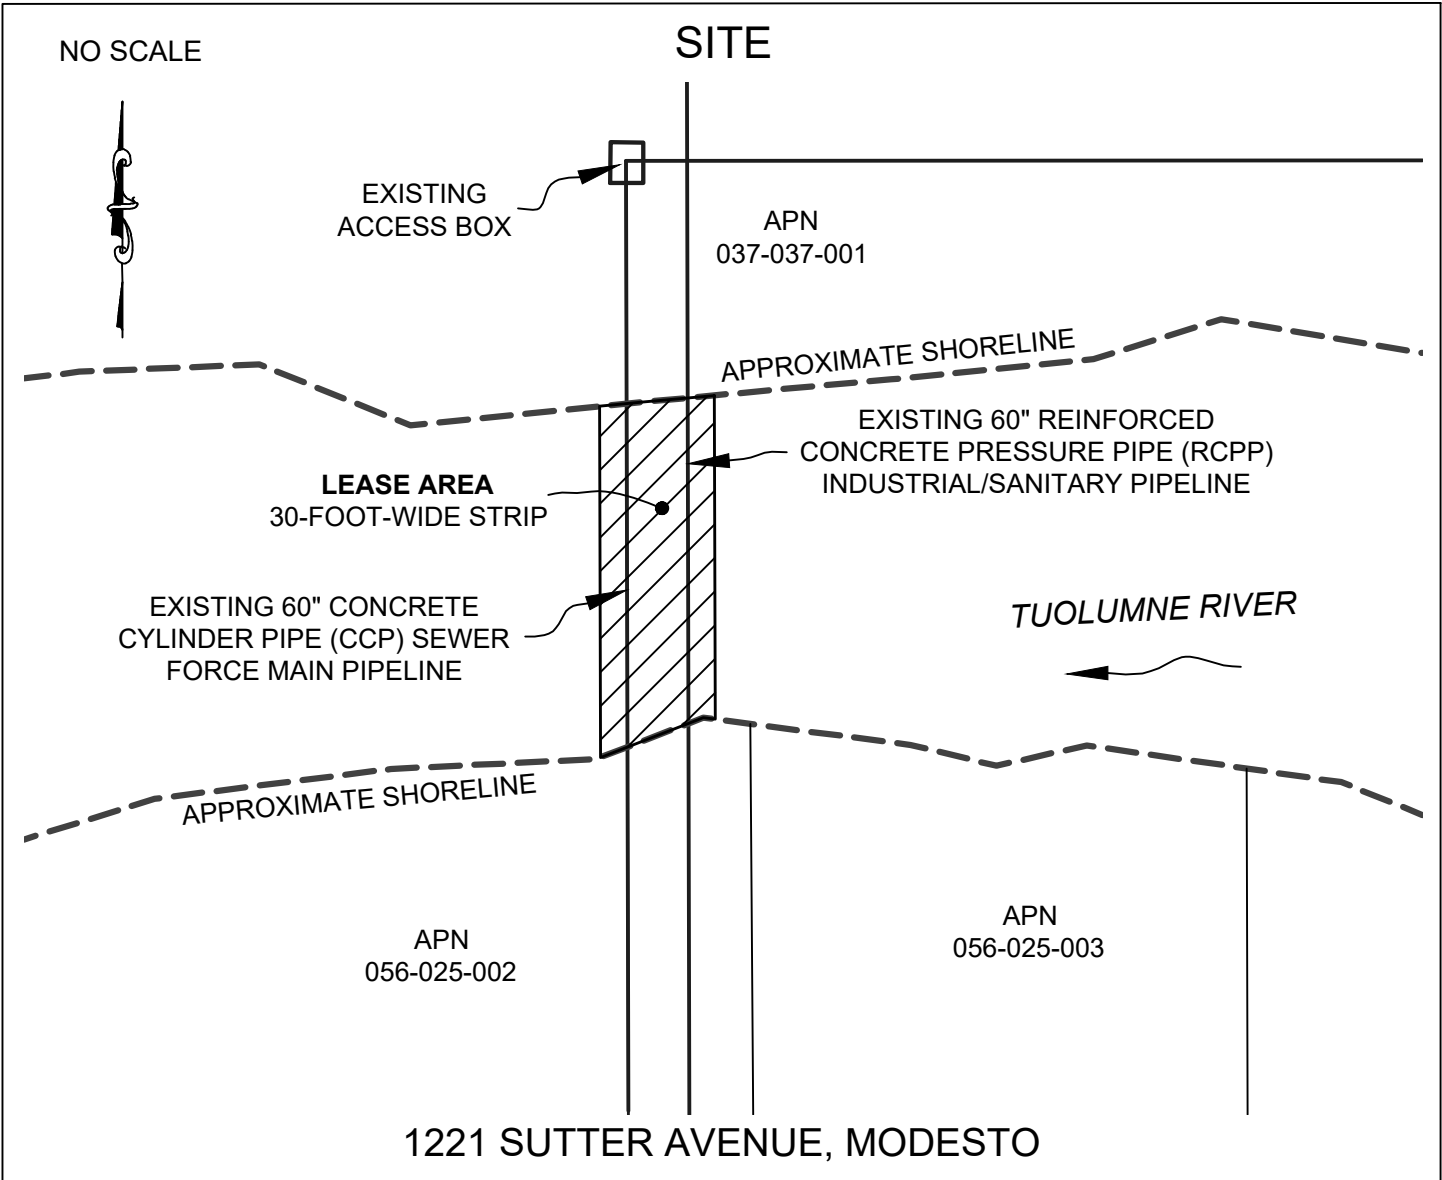 SITE
NO SCALE
EXISTING
ACCESS BOX
APN
037-037-001
APPROXIMATE SHORELINE
EXISTING 60" REINFORCED
CONCRETE PRESSURE PIPE (RCPP)
INDUSTRIAL/SANITARY PIPELINE
LEASE AREA
30-FOOT-WIDE STRIP
EXISTING 60" CONCRETE
CYLINDER PIPE (CCP) SEWER
FORCE MAIN PIPELINE
TUOLUMNE RIVER
APPROXIMATE SHORELINE
APN
056-025-002
APN
056-025-003
1221 SUTTER AVENUE, MODESTO